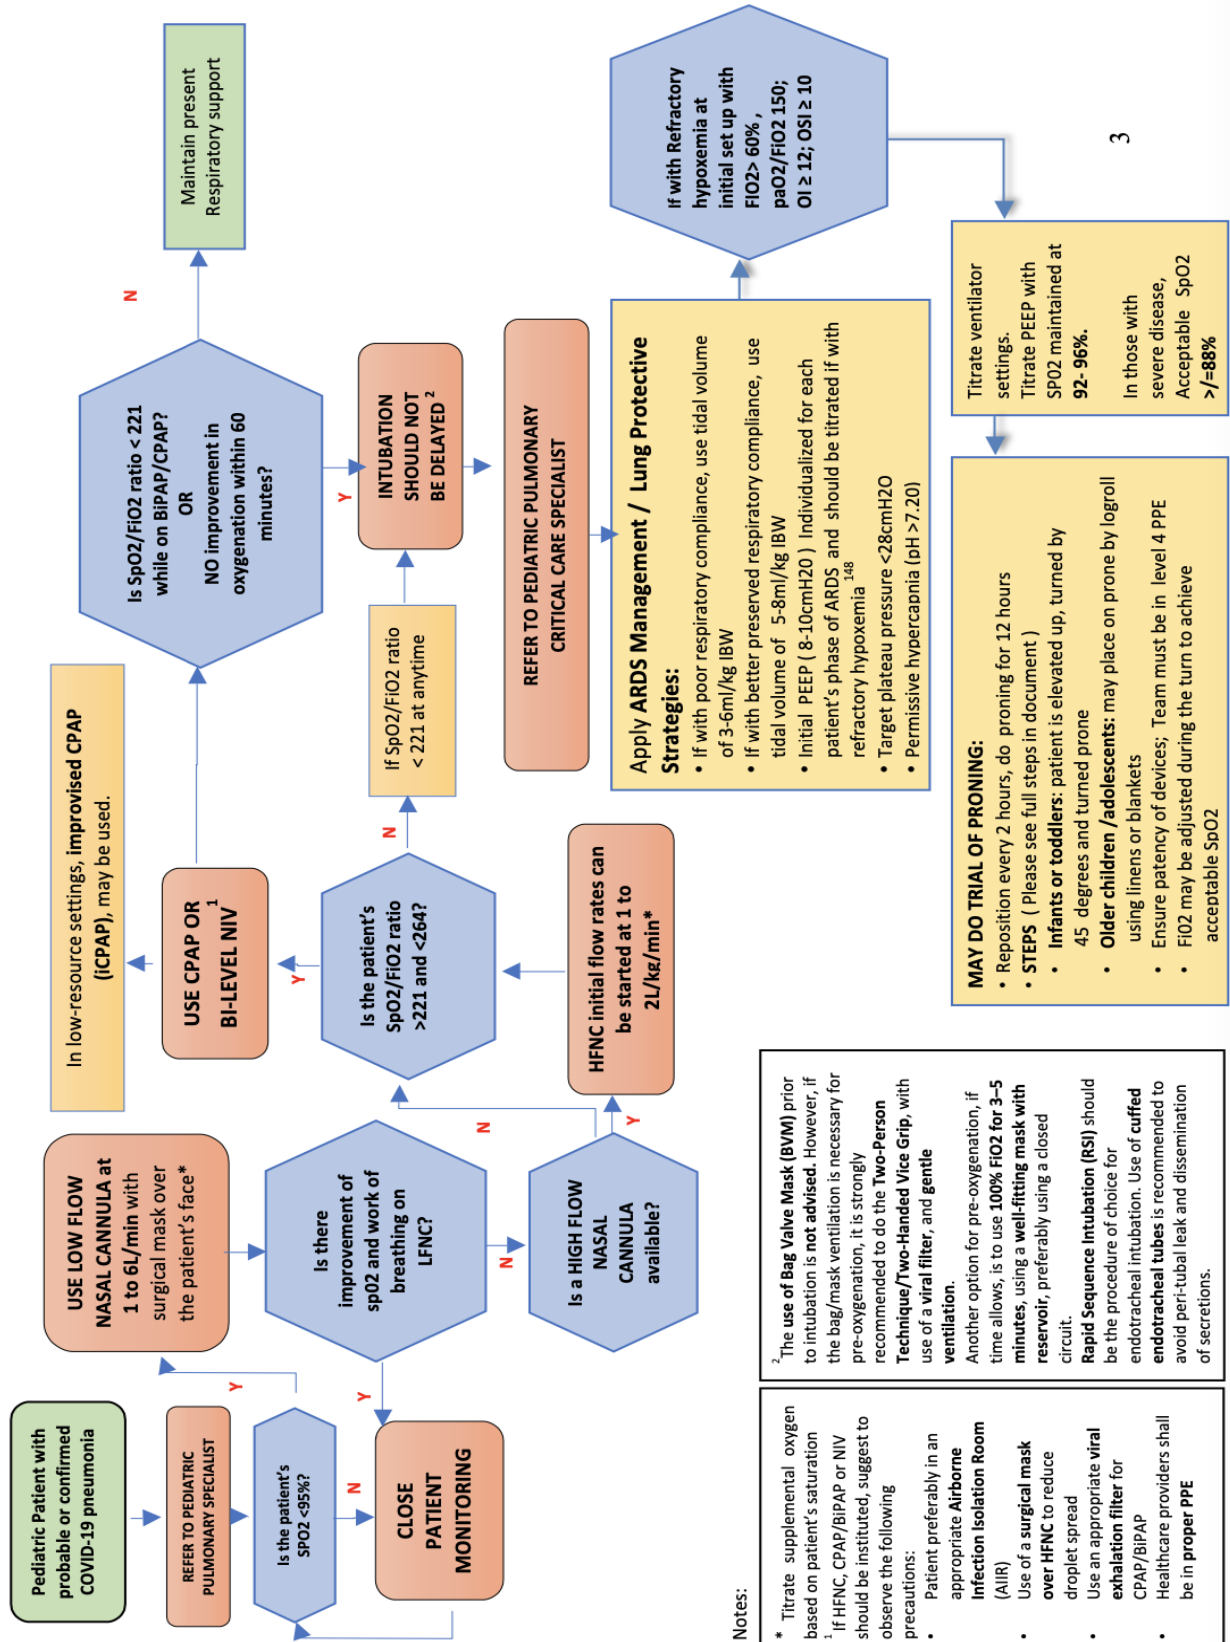 Pediatric Patient with
probable or confirmed
COVID-19 pneumonia
REFER TO PEDIATRIC
PULMONARY SPECIALIST
Is the patient's
SPO2 <95%?
Y
N
CLOSE
PATIENT
MONITORING
USE LOW FLOW
NASAL CANNULA at
1 to 6L/min with
surgical mask over
the patient's face*
Is there
improvement of
sp02 and work of
breathing on
LFNC?
Y
N
Is a HIGH FLOW
NASAL
CANNULA
available?
N
Y
HFNC initial flow rates can
be started at 1 to
2L/kg/min*
Is the patient's
SpO2/FiO2 ratio
>221 and <264?
Y
N
USE CPAP OR
BI-LEVEL NIV 1
In low-resource settings, improvised CPAP
(iCPAP), may be used.
If SpO2/FiO2 ratio
< 221 at anytime
Is SpO2/FiO2 ratio < 221
while on BiPAP/CPAP?
OR
NO improvement in
oxygenation within 60
minutes?
N
Y
Maintain present
Respiratory support
INTUBATION
SHOULD NOT
BE DELAYED 2
REFER TO PEDIATRIC PULMONARY
CRITICAL CARE SPECIALIST
Apply ARDS Management / Lung Protective
Strategies:
• If with poor respiratory compliance, use tidal volume
of 3-6ml/kg IBW
• If with better preserved respiratory compliance, use
tidal volume of 5-8ml/kg IBW
• Initial PEEP ( 8-10cmH20 ) Individualized for each
patient's phase of ARDS and should be titrated if with
refractory hypoxemia 148
• Target plateau pressure <28cmH2O
• Permissive hypercapnia (pH >7.20)
If with Refractory
hypoxemia at
initial set up with
FIO2> 60% ,
paO2/FiO2 150;
OI ≥ 12; OSI ≥ 10
Titrate ventilator
settings.
Titrate PEEP with
SP02 maintained at
92- 96%.
In those with
severe disease,
Acceptable SpO2
>/=88%
MAY DO TRIAL OF PRONING:
• Reposition every 2 hours, do proning for 12 hours
• STEPS ( Please see full steps in document )
• Infants or toddlers: patient is elevated up, turned by
45 degrees and turned prone
• Older children /adolescents: may place on prone by logroll
using linens or blankets
• Ensure patency of devices; Team must be in level 4 PPE
• Fi02 may be adjusted during the turn to achieve
acceptable SpO2
Notes:
* Titrate supplemental oxygen
based on patient's saturation
1 If HFNC, CPAP/BiPAP or NIV
should be instituted, suggest to
observe the following
precautions:
• Patient preferably in an
appropriate Airborne
Infection Isolation Room
(AIIR)
• Use of a surgical mask
over HFNC to reduce
droplet spread
• Use an appropriate viral
exhalation filter for
CPAP/BiPAP
• Healthcare providers shall
be in proper PPE
2 The use of Bag Valve Mask (BVM) prior
to intubation is not advised. However, if
the bag/mask ventilation is necessary for
pre-oxygenation, it is strongly
recommended to do the Two-Person
Technique/Two-Handed Vice Grip, with
use of a viral filter, and gentle
ventilation.
Another option for pre-oxygenation, if
time allows, is to use 100% FiO2 for 3–5
minutes, using a well-fitting mask with
reservoir, preferably using a closed
circuit.
Rapid Sequence Intubation (RSI) should
be the procedure of choice for
endotracheal intubation. Use of cuffed
endotracheal tubes is recommended to
avoid peri-tubal leak and dissemination
of secretions.
3